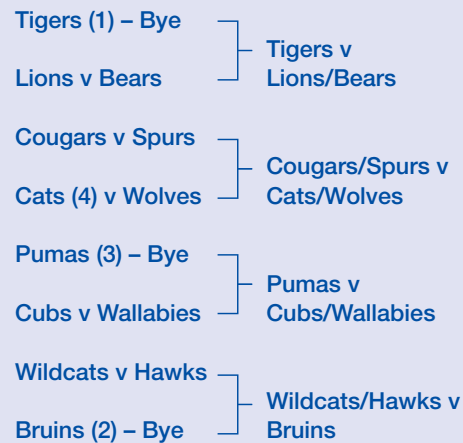 Tigers (1) – Bye
Lions v Bears
Tigers v
Lions/Bears
Cougars v Spurs
Cats (4) v Wolves
Cougars/Spurs v
Cats/Wolves
Pumas (3) – Bye
Cubs v Wallabies
Pumas v
Cubs/Wallabies
Wildcats v Hawks
Bruins (2) – Bye
Wildcats/Hawks v
Bruins